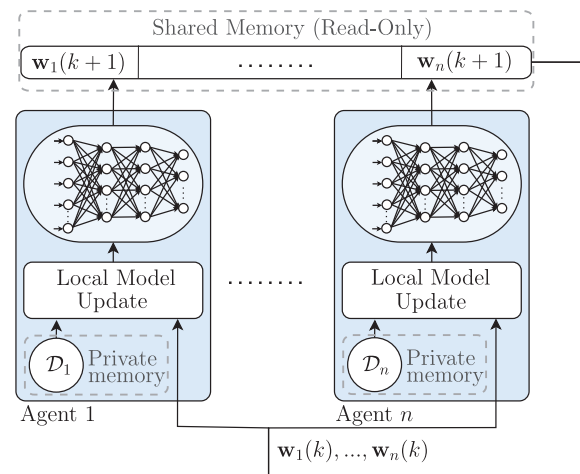 Shared Memory (Read-Only)
w₁(k+1) ........ wₙ(k+1)
Local Model
Update
........
Local Model
Update
𝒟₁ Private
memory
𝒟ₙ Private
memory
Agent 1
Agent n
w₁(k), ..., wₙ(k)